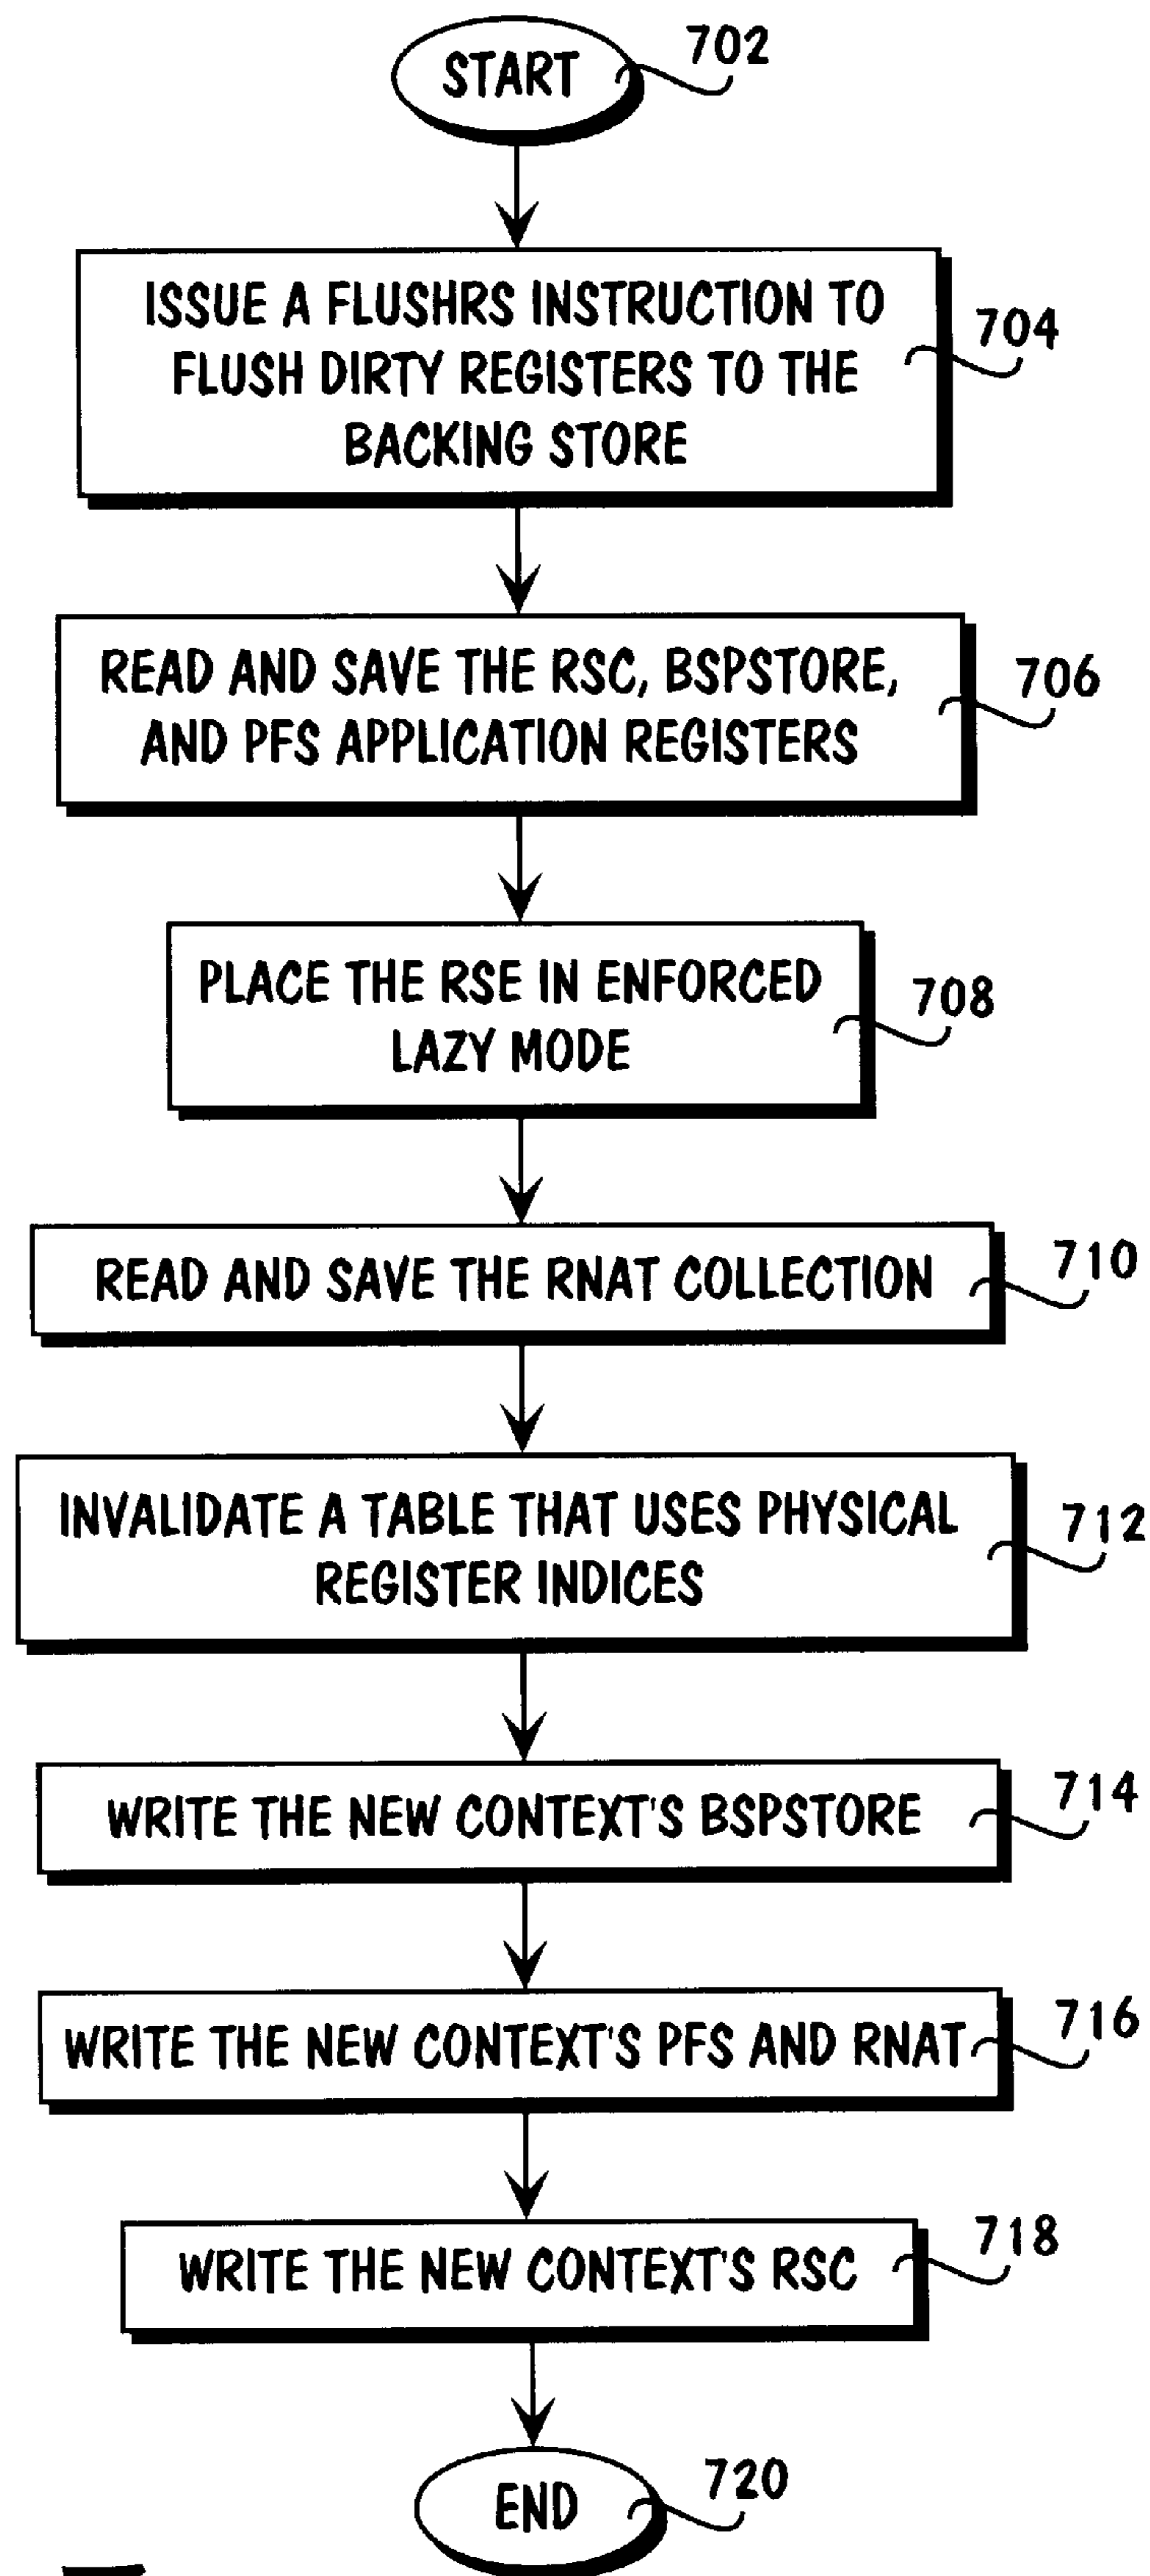 START
702
ISSUE A FLUSHRS INSTRUCTION TO
FLUSH DIRTY REGISTERS TO THE
BACKING STORE
704
READ AND SAVE THE RSC, BSPSTORE,
AND PFS APPLICATION REGISTERS
706
PLACE THE RSE IN ENFORCED
LAZY MODE
708
READ AND SAVE THE RNAT COLLECTION
710
INVALIDATE A TABLE THAT USES PHYSICAL
REGISTER INDICES
712
WRITE THE NEW CONTEXT'S BSPSTORE
714
WRITE THE NEW CONTEXT'S PFS AND RNAT
716
WRITE THE NEW CONTEXT'S RSC
718
END
720